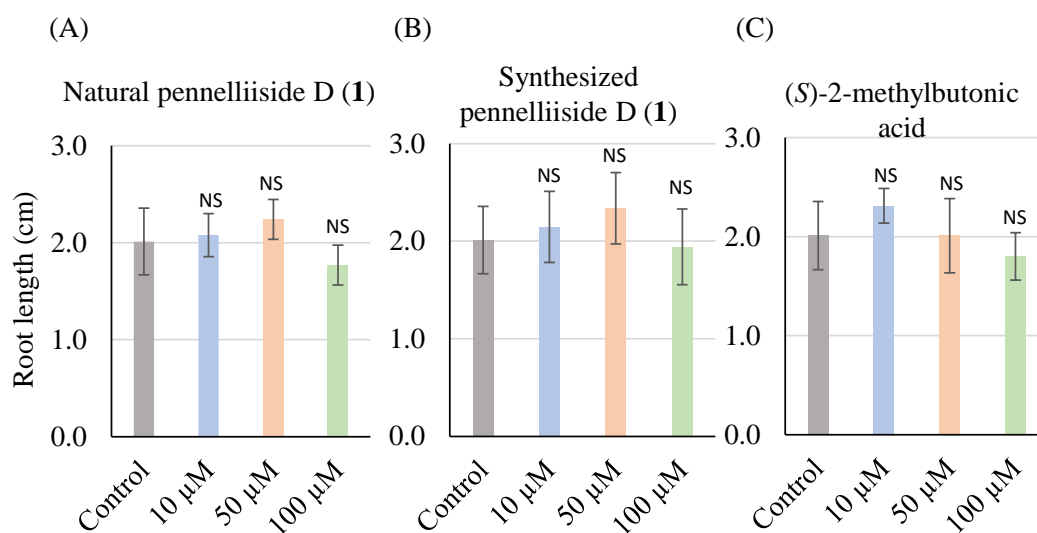 (A)
Natural pennelliiside D (1)
Root length (cm)
3.0
2.0
1.0
0.0
NS
NS
NS
Control
10 µM
50 µM
100 µM
(B)
Synthesized
pennelliiside D (1)
3.0
2.0
1.0
0.0
NS
NS
NS
Control
10 µM
50 µM
100 µM
(C)
(S)-2-methylbutonic
acid
3.0
2.0
1.0
0.0
NS
NS
NS
Control
10 µM
50 µM
100 µM